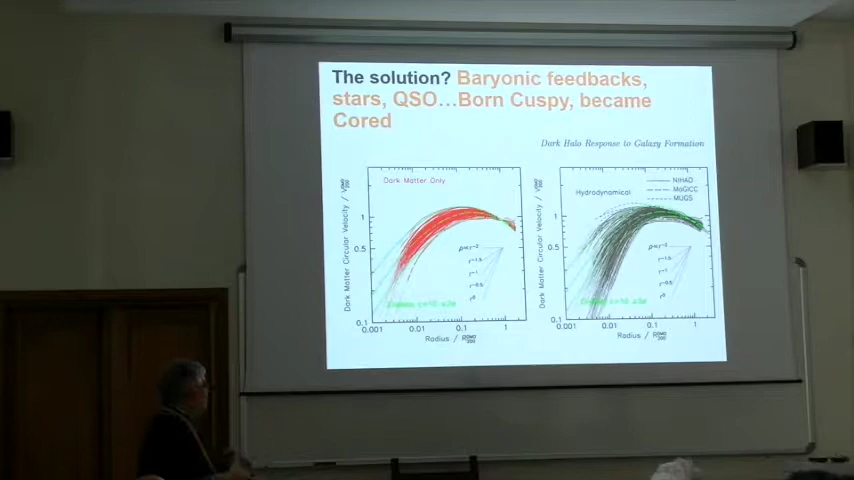 The solution? Baryonic feedbacks,
stars, QSO...Born Cuspy, became
Cored
Dark Halo Response to Galaxy Formation
Dark Matter Only
Dark Matter Circular Velocity /
1
0.5
0.1
0.001
0.01
0.1
1
Radius /
Hydrodynamical
NIHAD
MaGICC
MUGS
Dark Matter Circular Velocity /
1
0.5
0.1
0.001
0.01
0.1
1
Radius /